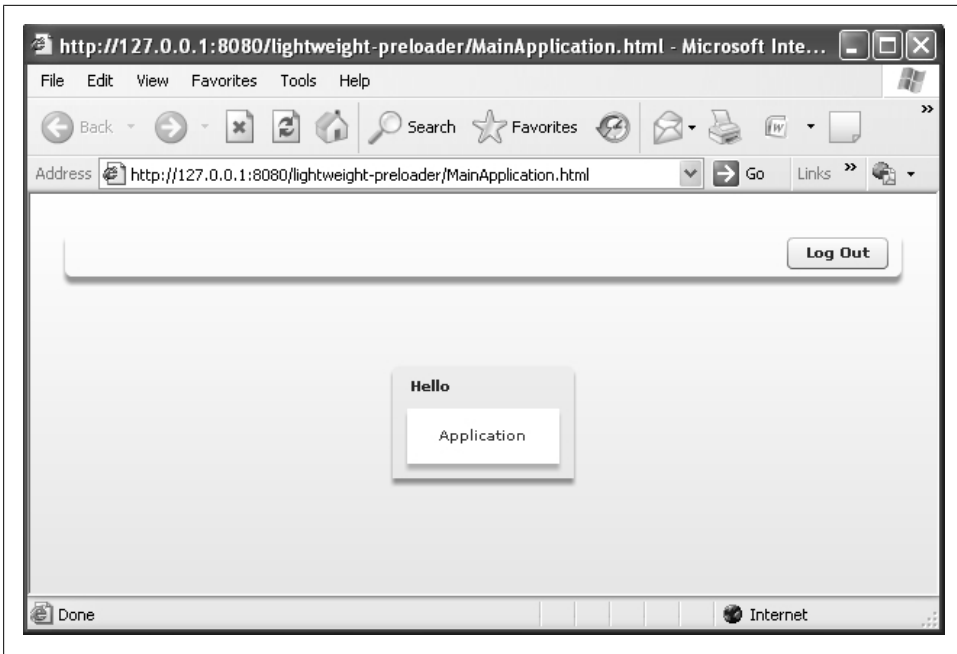 http://127.0.0.1:8080/lightweight-preloader/MainApplication.html - Microsoft Inte...
File Edit View Favorites Tools Help
Back Search Favorites »
Address http://127.0.0.1:8080/lightweight-preloader/MainApplication.html Go Links »
Log Out
Hello
Application
Done Internet